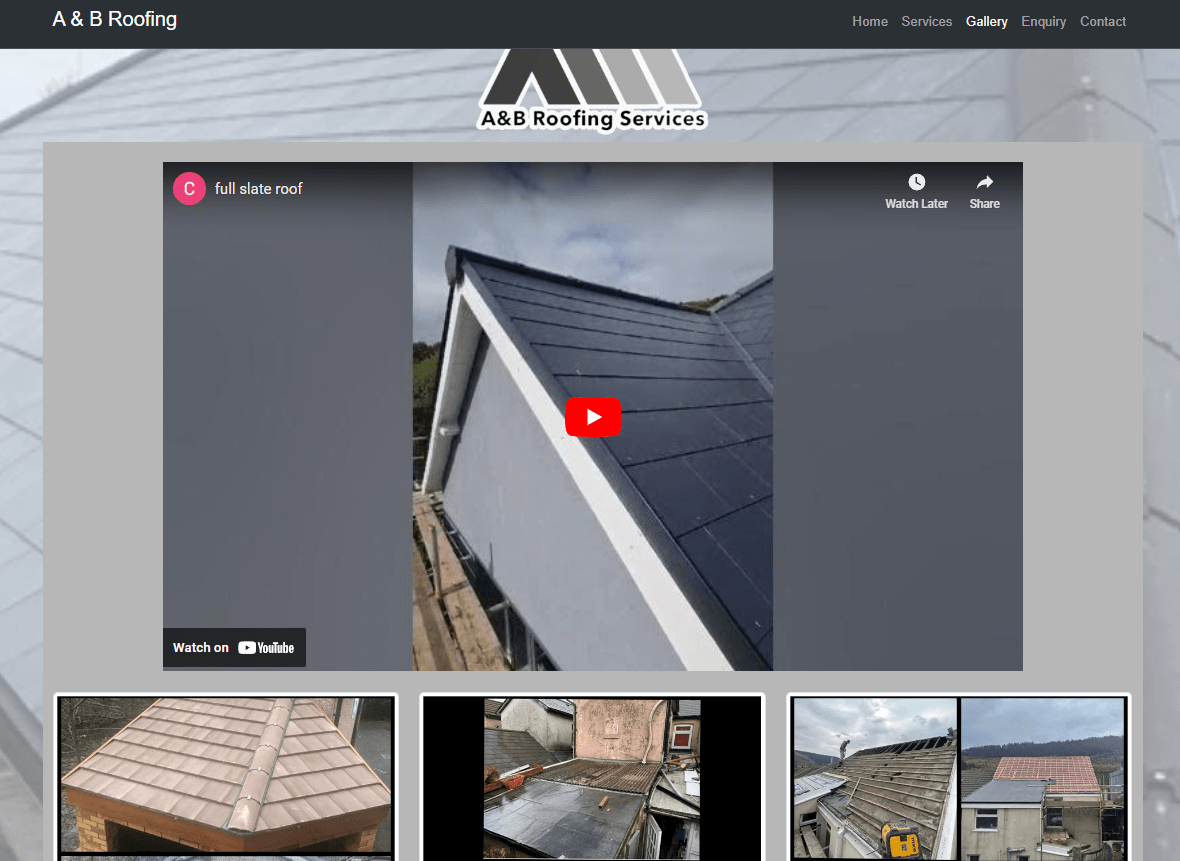 A & B Roofing
Home Services Gallery Enquiry Contact
A&B Roofing Services
C full slate roof
Watch Later Share
Watch on YouTube